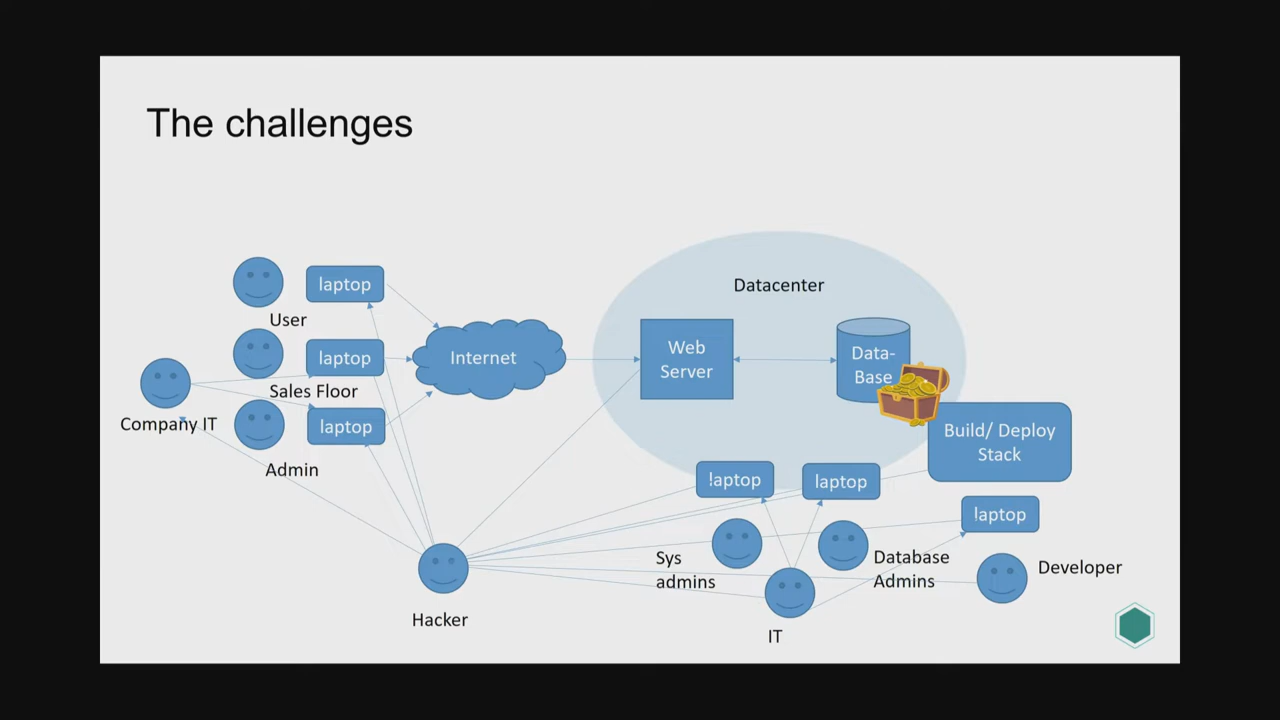 The challenges
Datacenter
laptop
User
laptop
Sales Floor
Company IT
laptop
Admin
Internet
Web
Server
Data-
Base
Build/ Deploy
Stack
laptop
laptop
laptop
Sys
admins
Database
Admins
Developer
Hacker
IT